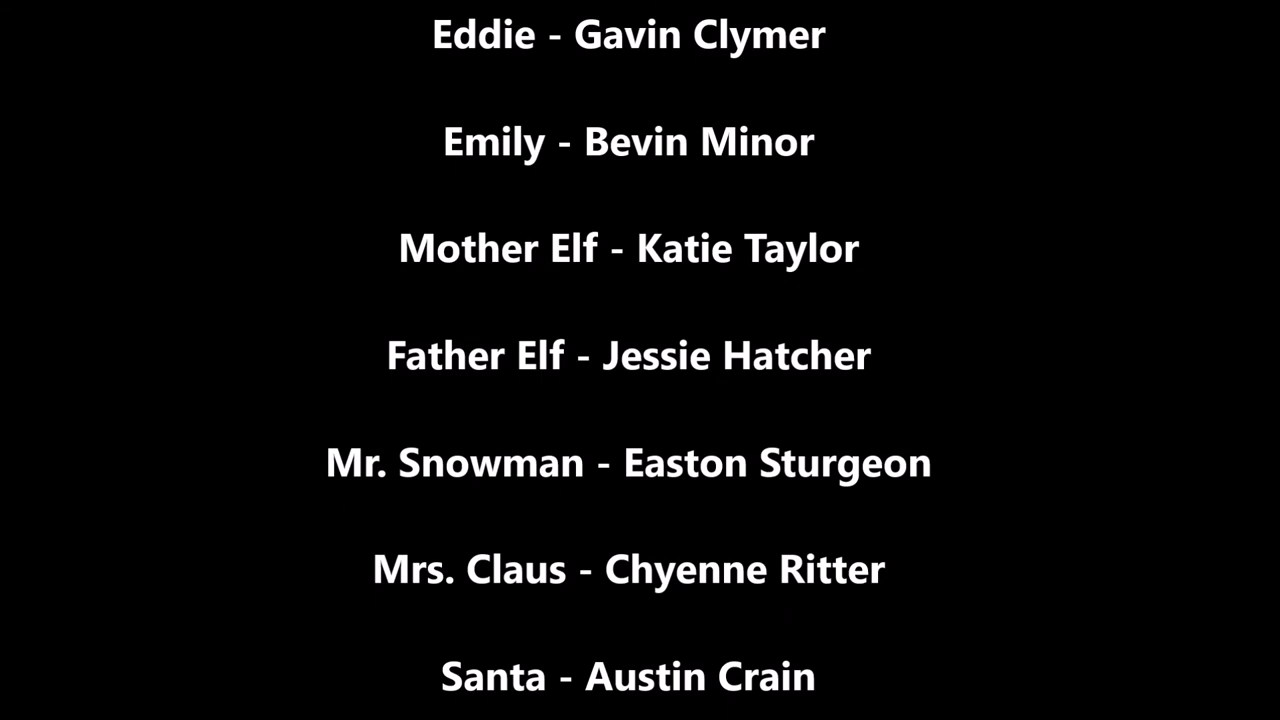 Eddie - Gavin Clymer
Emily - Bevin Minor
Mother Elf - Katie Taylor
Father Elf - Jessie Hatcher
Mr. Snowman - Easton Sturgeon
Mrs. Claus - Chyenne Ritter
Santa - Austin Crain